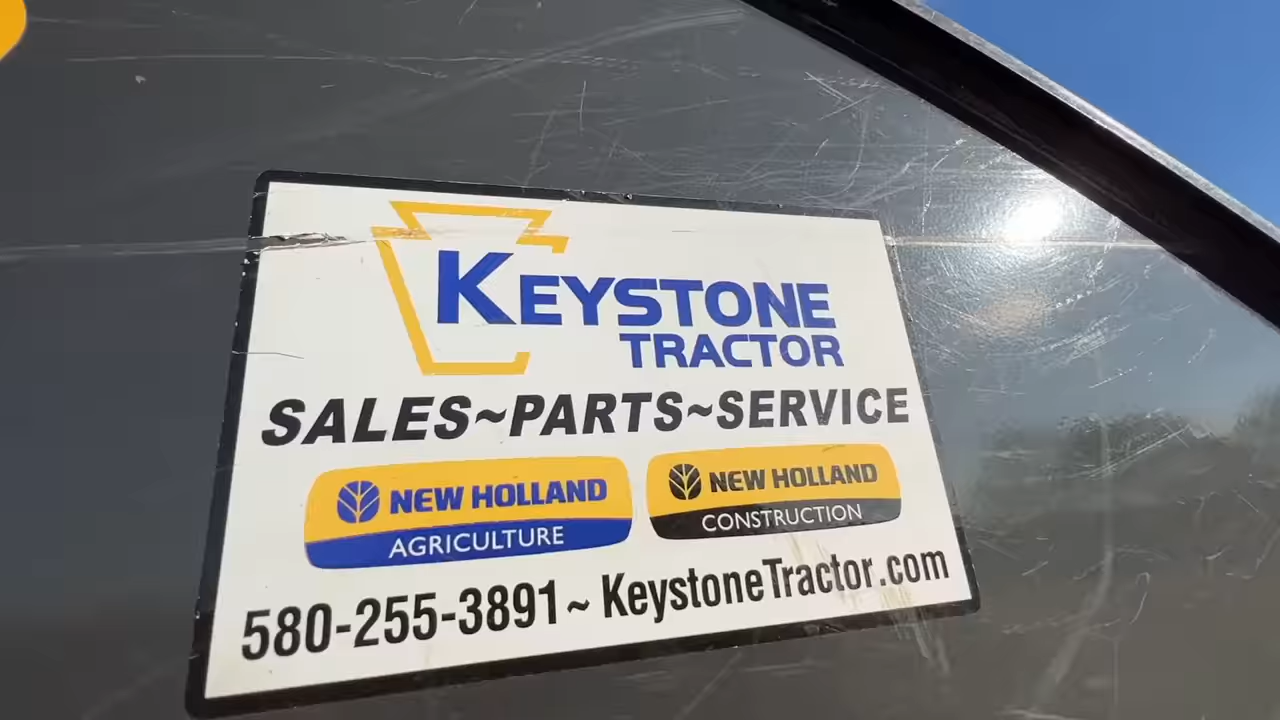 KEYSTONE
TRACTOR
SALES~PARTS~SERVICE
NEW HOLLAND
AGRICULTURE
NEW HOLLAND
CONSTRUCTION
580-255-3891~ KeystoneTractor.com